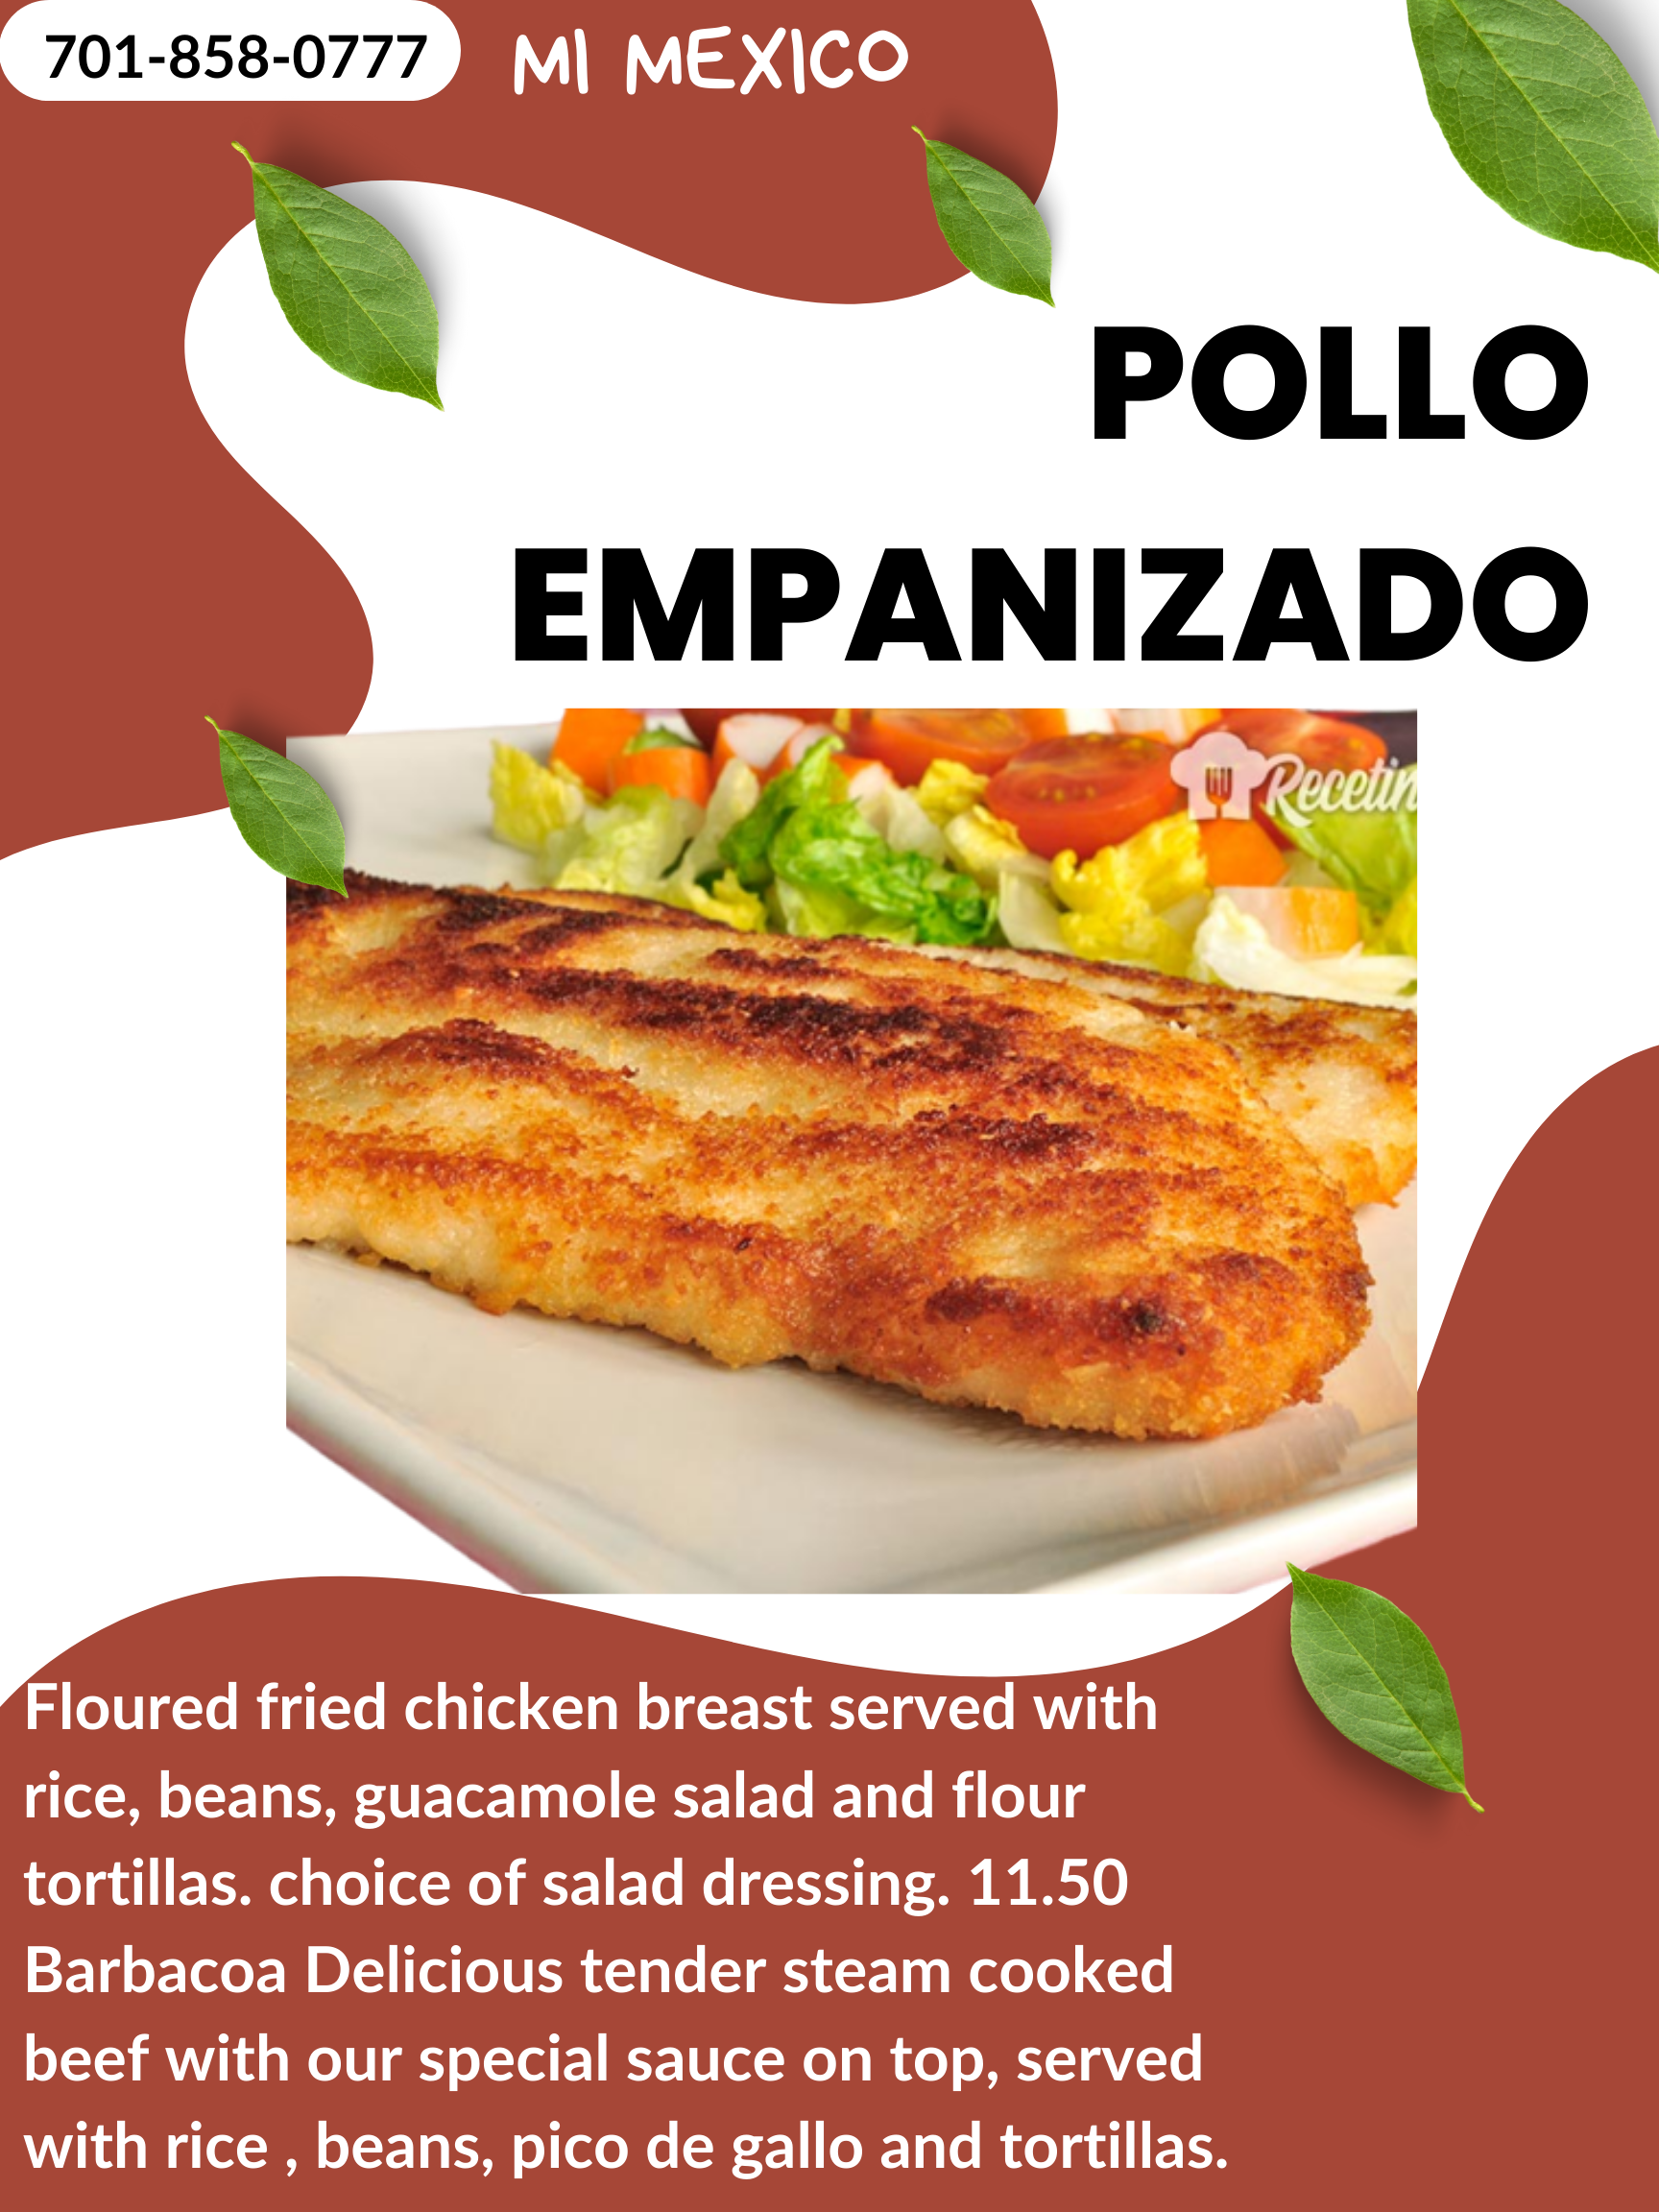 701-858-0777
MI MEXICO
POLLO
EMPANIZADO
Floured fried chicken breast served with
rice, beans, guacamole salad and flour
tortillas. choice of salad dressing. 11.50
Barbacoa Delicious tender steam cooked
beef with our special sauce on top, served
with rice , beans, pico de gallo and tortillas.